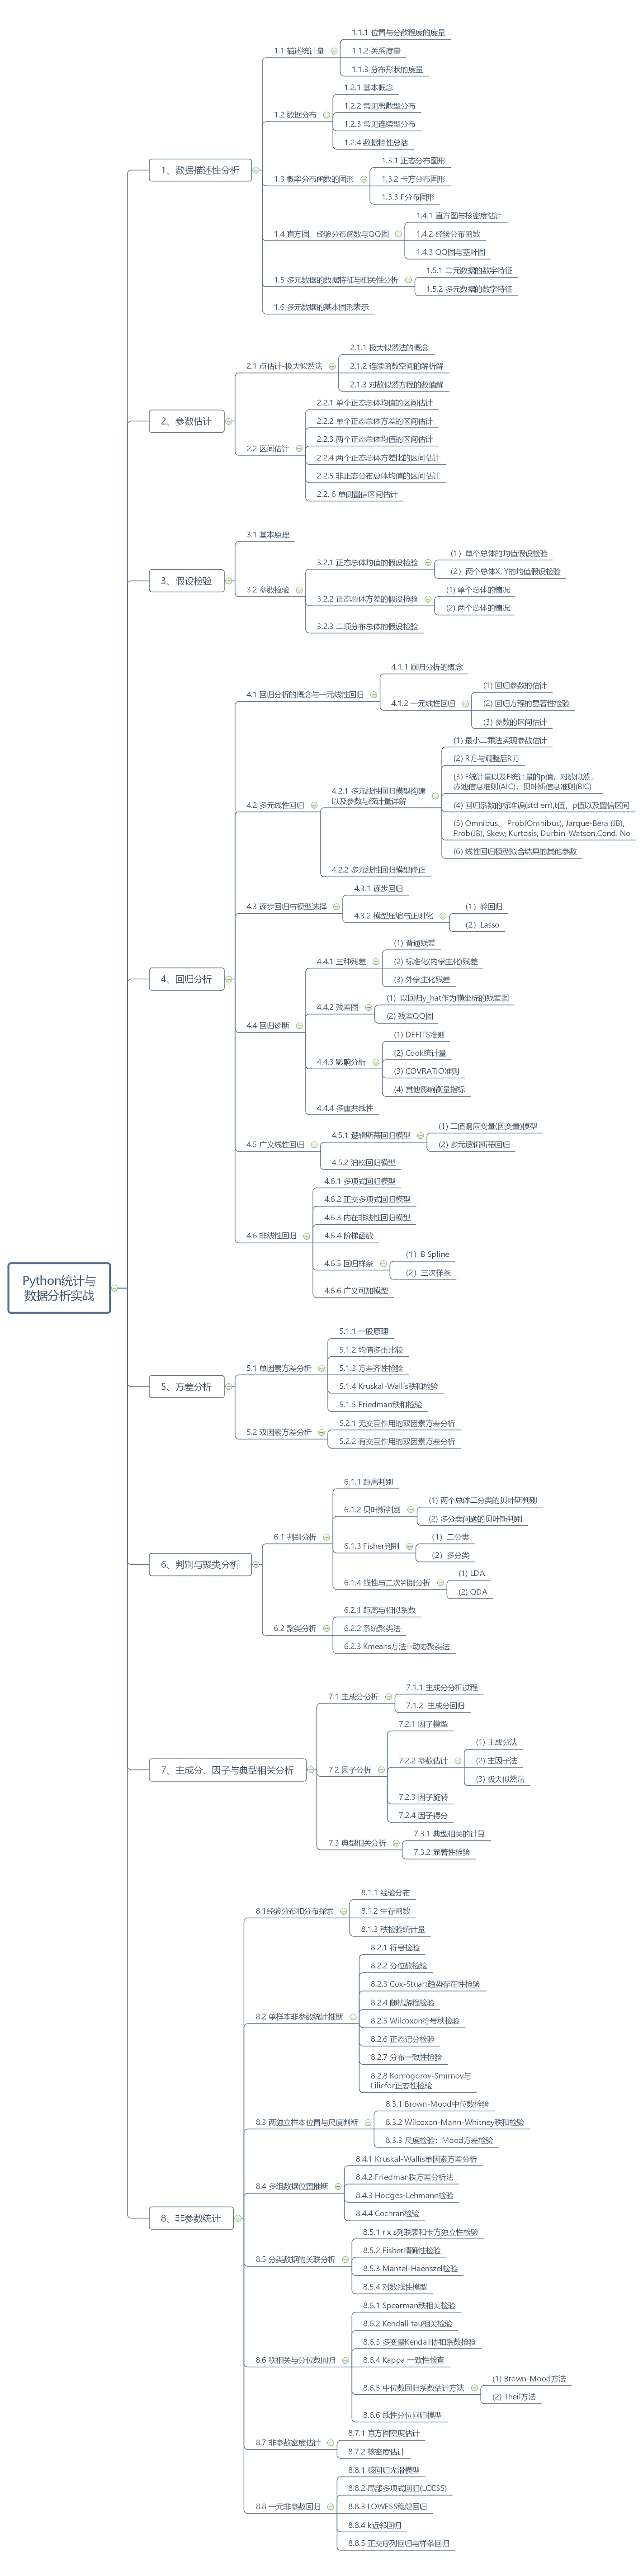 Python统计与
数据分析实战
1、数据描述性分析
1.1 描述统计量
1.1.1 位置与分散程度的度量
1.1.2 关系度量
1.1.3 分布形状的度量
1.2 数据分布
1.2.1 基本概念
1.2.2 常见离散型分布
1.2.3 常见连续型分布
1.2.4 数据特性总结
1.3 概率分布函数的图形
1.3.1 正态分布图形
1.3.2 卡方分布图形
1.3.3 F分布图形
1.4 直方图、经验分布函数与QQ图
1.4.1 直方图与核密度估计
1.4.2 经验分布函数
1.4.3 QQ图与茎叶图
1.5 多元数据的数据特征与相关性分析
1.5.1 二元数据的数字特征
1.5.2 多元数据的数字特征
1.6 多元数据的基本图形表示
2、参数估计
2.1 点估计-极大似然法
2.1.1 极大似然法的概念
2.1.2 连续函数空间的解析解
2.1.3 对数似然方程的数值解
2.2 区间估计
2.2.1 单个正态总体均值的区间估计
2.2.2 单个正态总体方差的区间估计
2.2.3 两个正态总体均值的区间估计
2.2.4 两个正态总体方差比的区间估计
2.2.5 非正态分布总体均值的区间估计
2.2. 6 单侧置信区间估计
3、假设检验
3.1 基本原理
3.2 参数检验
3.2.1 正态总体均值的假设检验
(1）单个总体的均值假设检验
(2）两个总体X, Y的均值假设检验
3.2.2 正态总体方差的假设检验
(1) 单个总体的情况
(2) 两个总体的情况
3.2.3 二项分布总体的假设检验
4、回归分析
4.1 回归分析的概念与一元线性回归
4.1.1 回归分析的概念
4.1.2 一元线性回归
(1) 回归参数的估计
(2) 回归方程的显著性检验
(3) 参数的区间估计
4.2 多元线性回归
4.2.1 多元线性回归模型构建
以及参数与统计量详解
(1) 最小二乘法实现参数估计
(2) R方与调整后R方
(3) F统计量以及F统计量的p值，对数似然，
赤池信息准则(AIC)，贝叶斯信息准则(BIC)
(4) 回归系数的标准误(std err),t值，p值以及置信区间
(5) Omnibus, Prob(Omnibus), Jarque-Bera (JB),
Prob(JB), Skew, Kurtosis, Durbin-Watson,Cond. No
(6) 线性回归模型拟合结果的其他参数
4.2.2 多元线性回归模型修正
4.3 逐步回归与模型选择
4.3.1 逐步回归
4.3.2 模型压缩与正则化
(1）岭回归
(2）Lasso
4.4 回归诊断
4.4.1 三种残差
(1) 普通残差
(2) 标准化(内学生化)残差
(3) 外学生化残差
4.4.2 残差图
(1）以回归y_hat作为横坐标的残差图
(2) 残差QQ图
4.4.3 影响分析
(1) DFFITS准则
(2) Cook统计量
(3) COVRATIO准则
(4) 其他影响衡量指标
4.4.4 多重共线性
4.5 广义线性回归
4.5.1 逻辑斯蒂回归模型
(1) 二值响应变量(因变量)模型
(2) 多元逻辑斯蒂回归
4.5.2 泊松回归模型
4.6 非线性回归
4.6.1 多项式回归模型
4.6.2 正交多项式回归模型
4.6.3 内在非线性回归模型
4.6.4 阶梯函数
4.6.5 回归样条
(1）B Spline
(2）三次样条
4.6.6 广义可加模型
5、方差分析
5.1 单因素方差分析
5.1.1 一般原理
5.1.2 均值多重比较
5.1.3 方差齐性检验
5.1.4 Kruskal-Wallis秩和检验
5.1.5 Friedman秩和检验
5.2 双因素方差分析
5.2.1 无交互作用的双因素方差分析
5.2.2 有交互作用的双因素方差分析
6、判别与聚类分析
6.1 判别分析
6.1.1 距离判别
6.1.2 贝叶斯判别
(1) 两个总体二分类的贝叶斯判别
(2) 多分类问题的贝叶斯判别
6.1.3 Fisher判别
(1）二分类
(2）多分类
6.1.4 线性与二次判别分析
(1) LDA
(2) QDA
6.2 聚类分析
6.2.1 距离与相似系数
6.2.2 系统聚类法
6.2.3 Kmeans方法--动态聚类法
7、主成分、因子与典型相关分析
7.1 主成分分析
7.1.1 主成分分析过程
7.1.2 主成分回归
7.2 因子分析
7.2.1 因子模型
7.2.2 参数估计
(1) 主成分法
(2) 主因子法
(3) 极大似然法
7.2.3 因子旋转
7.2.4 因子得分
7.3 典型相关分析
7.3.1 典型相关的计算
7.3.2 显著性检验
8、非参数统计
8.1经验分布和分布探索
8.1.1 经验分布
8.1.2 生存函数
8.1.3 秩检验统计量
8.2 单样本非参数统计推断
8.2.1 符号检验
8.2.2 分位数检验
8.2.3 Cox-Stuart趋势存在性检验
8.2.4 随机游程检验
8.2.5 Wilcoxon符号秩检验
8.2.6 正态记分检验
8.2.7 分布一致性检验
8.2.8 Komogorov-Smirnov与
Liliefor正态性检验
8.3 两独立样本位置与尺度判断
8.3.1 Brown-Mood中位数检验
8.3.2 Wilcoxon-Mann-Whitney秩和检验
8.3.3 尺度检验：Mood方差检验
8.4 多组数据位置推断
8.4.1 Kruskal-Wallis单因素方差分析
8.4.2 Friedman秩方差分析法
8.4.3 Hodges-Lehmann检验
8.4.4 Cochran检验
8.5 分类数据的关联分析
8.5.1 r x s列联表和卡方独立性检验
8.5.2 Fisher精确性检验
8.5.3 Mantel-Haenszel检验
8.5.4 对数线性模型
8.6 秩相关与分位数回归
8.6.1 Spearman秩相关检验
8.6.2 Kendall tau相关检验
8.6.3 多变量Kendall协和系数检验
8.6.4 Kappa 一致性检查
8.6.5 中位数回归系数估计方法
(1) Brown-Mood方法
(2) Theil方法
8.6.6 线性分位回归模型
8.7 非参数密度估计
8.7.1 直方图密度估计
8.7.2 核密度估计
8.8 一元非参数回归
8.8.1 核回归光滑模型
8.8.2 局部多项式回归(LOESS)
8.8.3 LOWESS稳健回归
8.8.4 k近邻回归
8.8.5 正交序列回归与样条回归